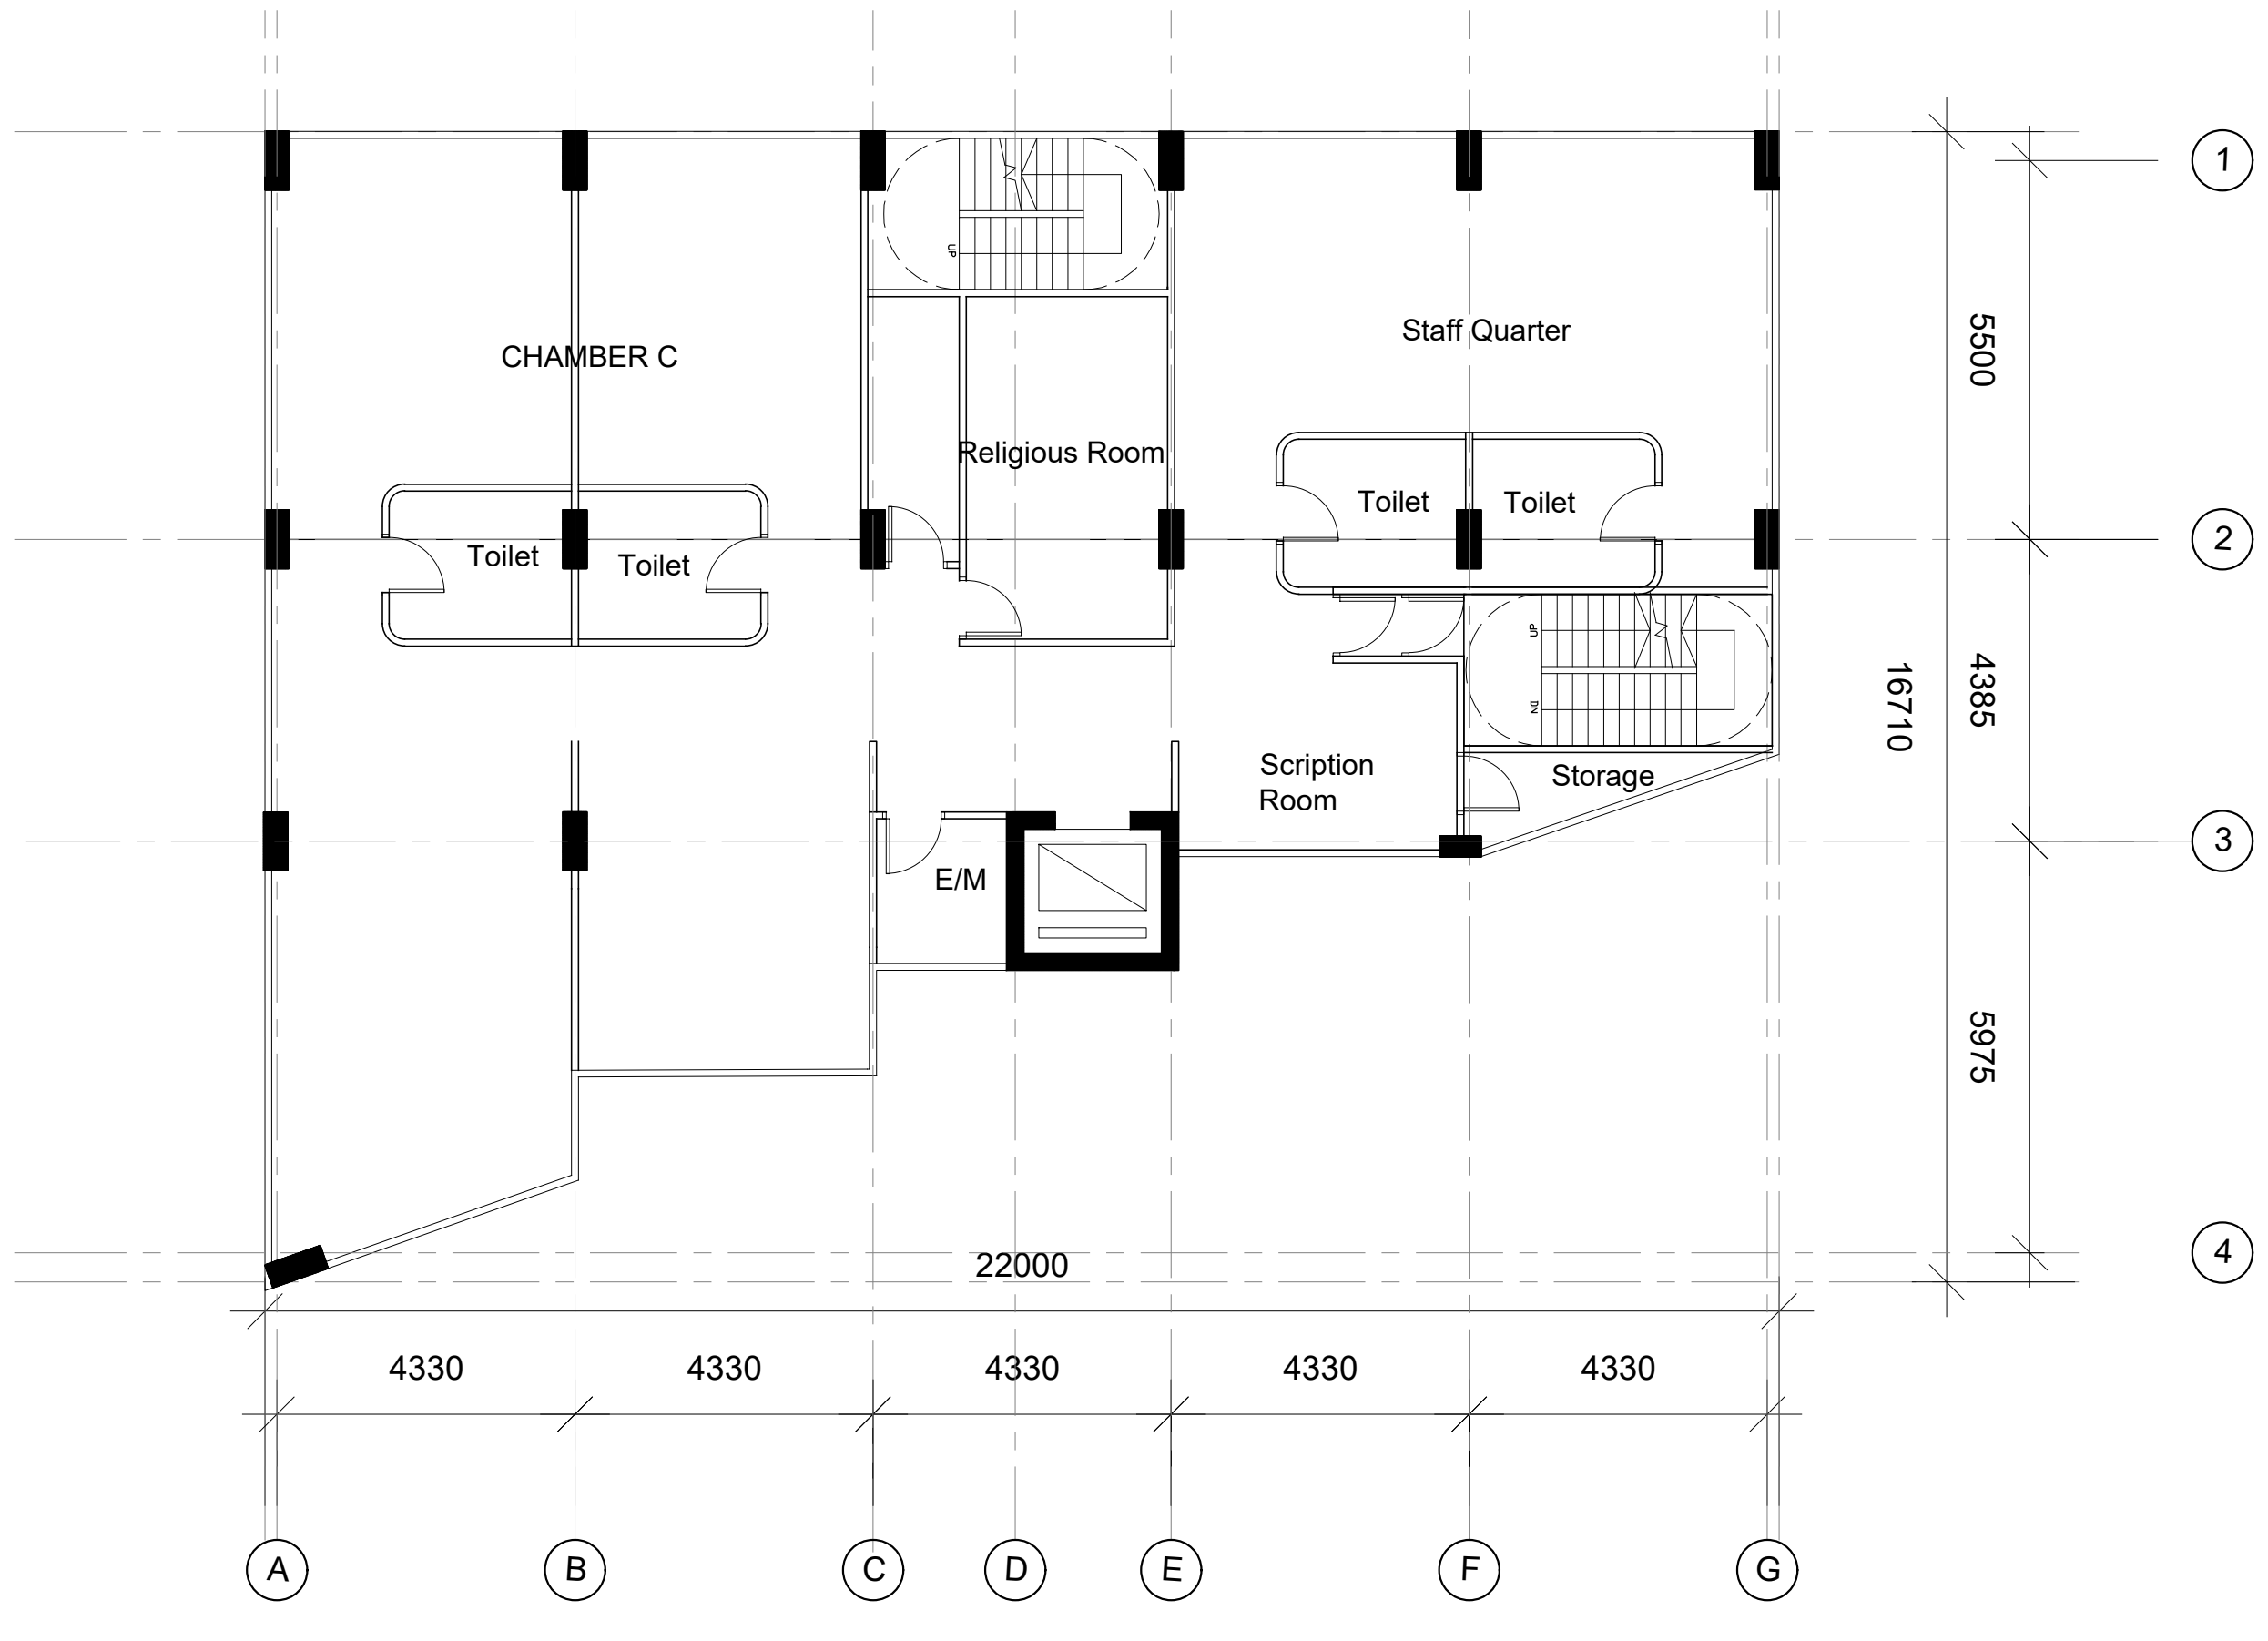 1
UP
Staff Quarter
5500
CHAMBER C
Religious Room
Toilet
Toilet
2
Toilet
Toilet
UP
DN
16710
4385
Scription
Room
Storage
3
E/M
5975
4
22000
4330
4330
4330
4330
4330
A
B
C
D
E
F
G